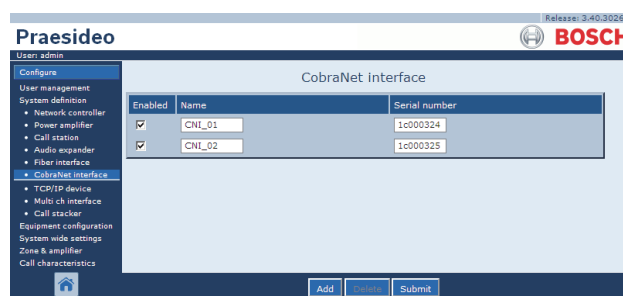 Release: 3.40.3026
Praesideo
BOSCH
User: admin
Configure
User management
System definition
• Network controller
• Power amplifier
• Call station
• Audio expander
• Fiber interface
• CobraNet interface
• TCP/IP device
• Multi ch interface
• Call stacker
Equipment configuration
System wide settings
Zone & amplifier
Call characteristics
CobraNet interface
Enabled Name Serial number
CNI_01 1c000324
CNI_02 1c000325
Add Delete Submit